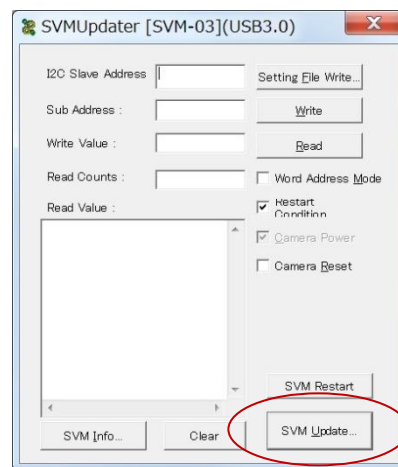 SVMUpdater [SVM-03](USB3.0)
I2C Slave Address
Setting File Write...
Sub Address :
Write
Write Value :
Read
Read Counts :
Word Address Mode
Read Value :
Restart
Condition
Camera Power
Camera Reset
SVM Restart
SVM Info...
Clear
SVM Update...